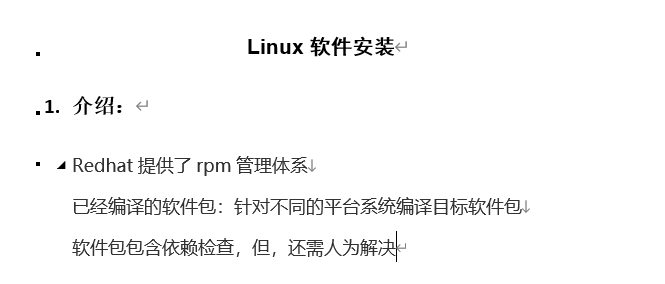 Linux 软件安装
1. 介绍：
Redhat 提供了 rpm 管理体系
已经编译的软件包：针对不同的平台系统编译目标软件包
软件包包含依赖检查，但，还需人为解决